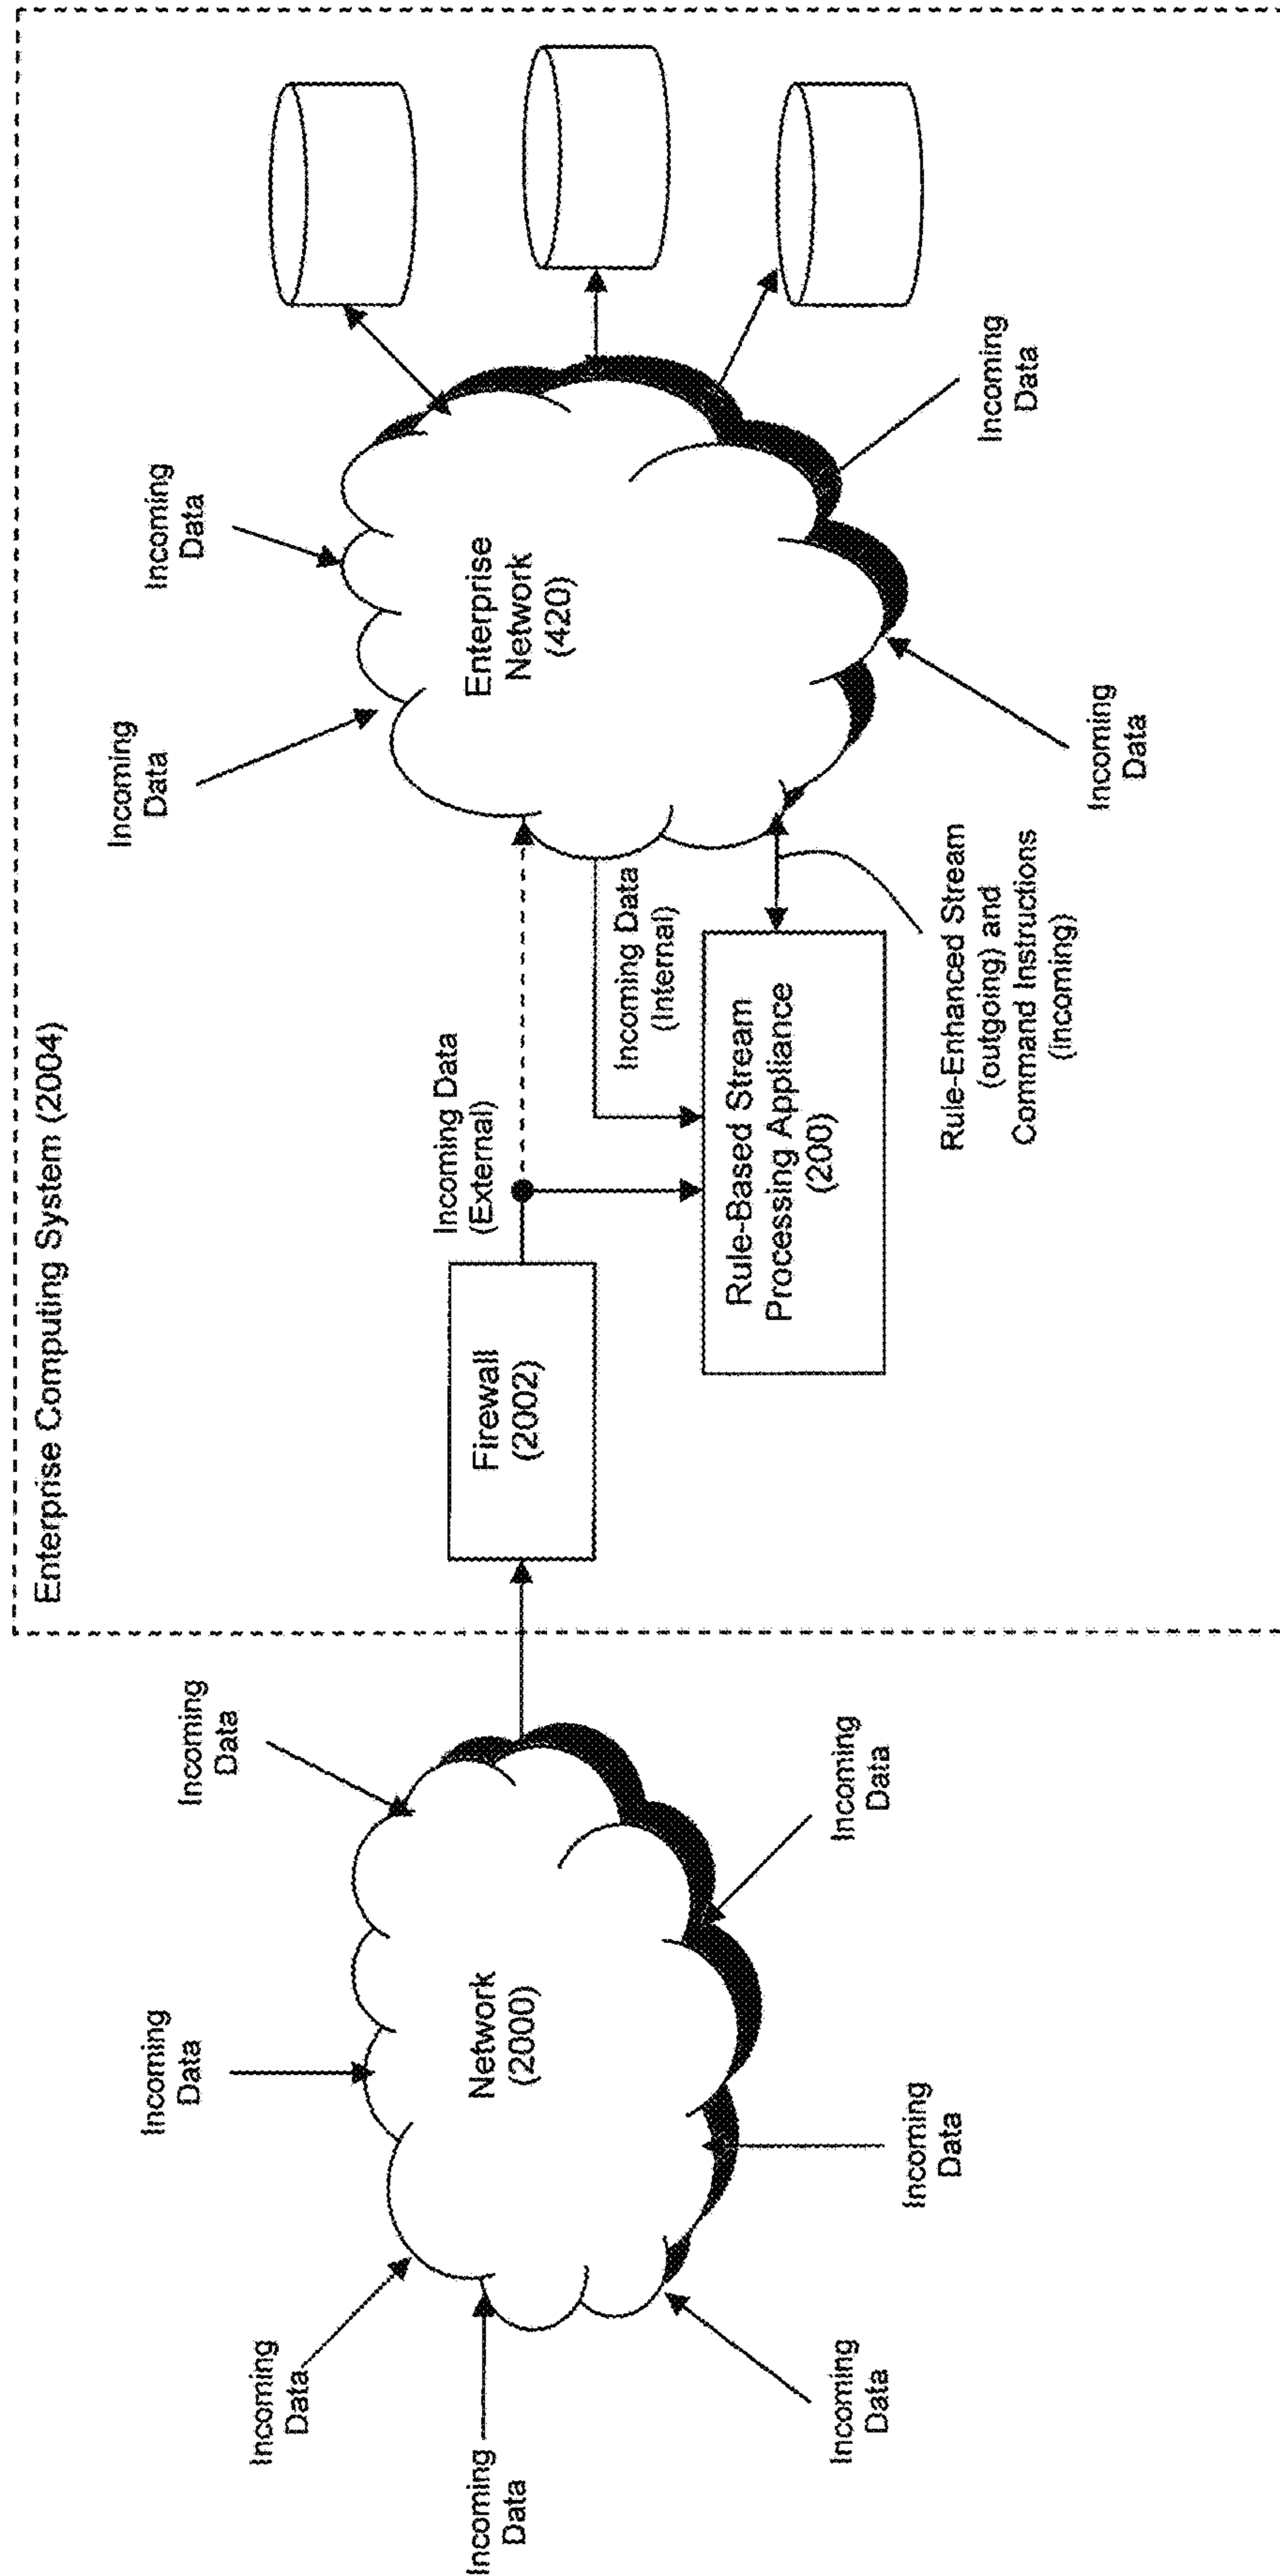 Enterprise Computing System (2004)
Incoming
Data
Incoming
Data
Incoming
Data
Incoming
Data
Incoming
Data
Incoming
Data
Incoming
Data
Network
(2000)
Firewall
(2002)
Incoming Data
(External)
Incoming Data
(Internal)
Rule-Based Stream
Processing Appliance
(200)
Rule-Enhanced Stream
(outgoing) and
Command Instructions
(incoming)
Incoming
Data
Incoming
Data
Enterprise
Network
(420)
Incoming
Data
Incoming
Data